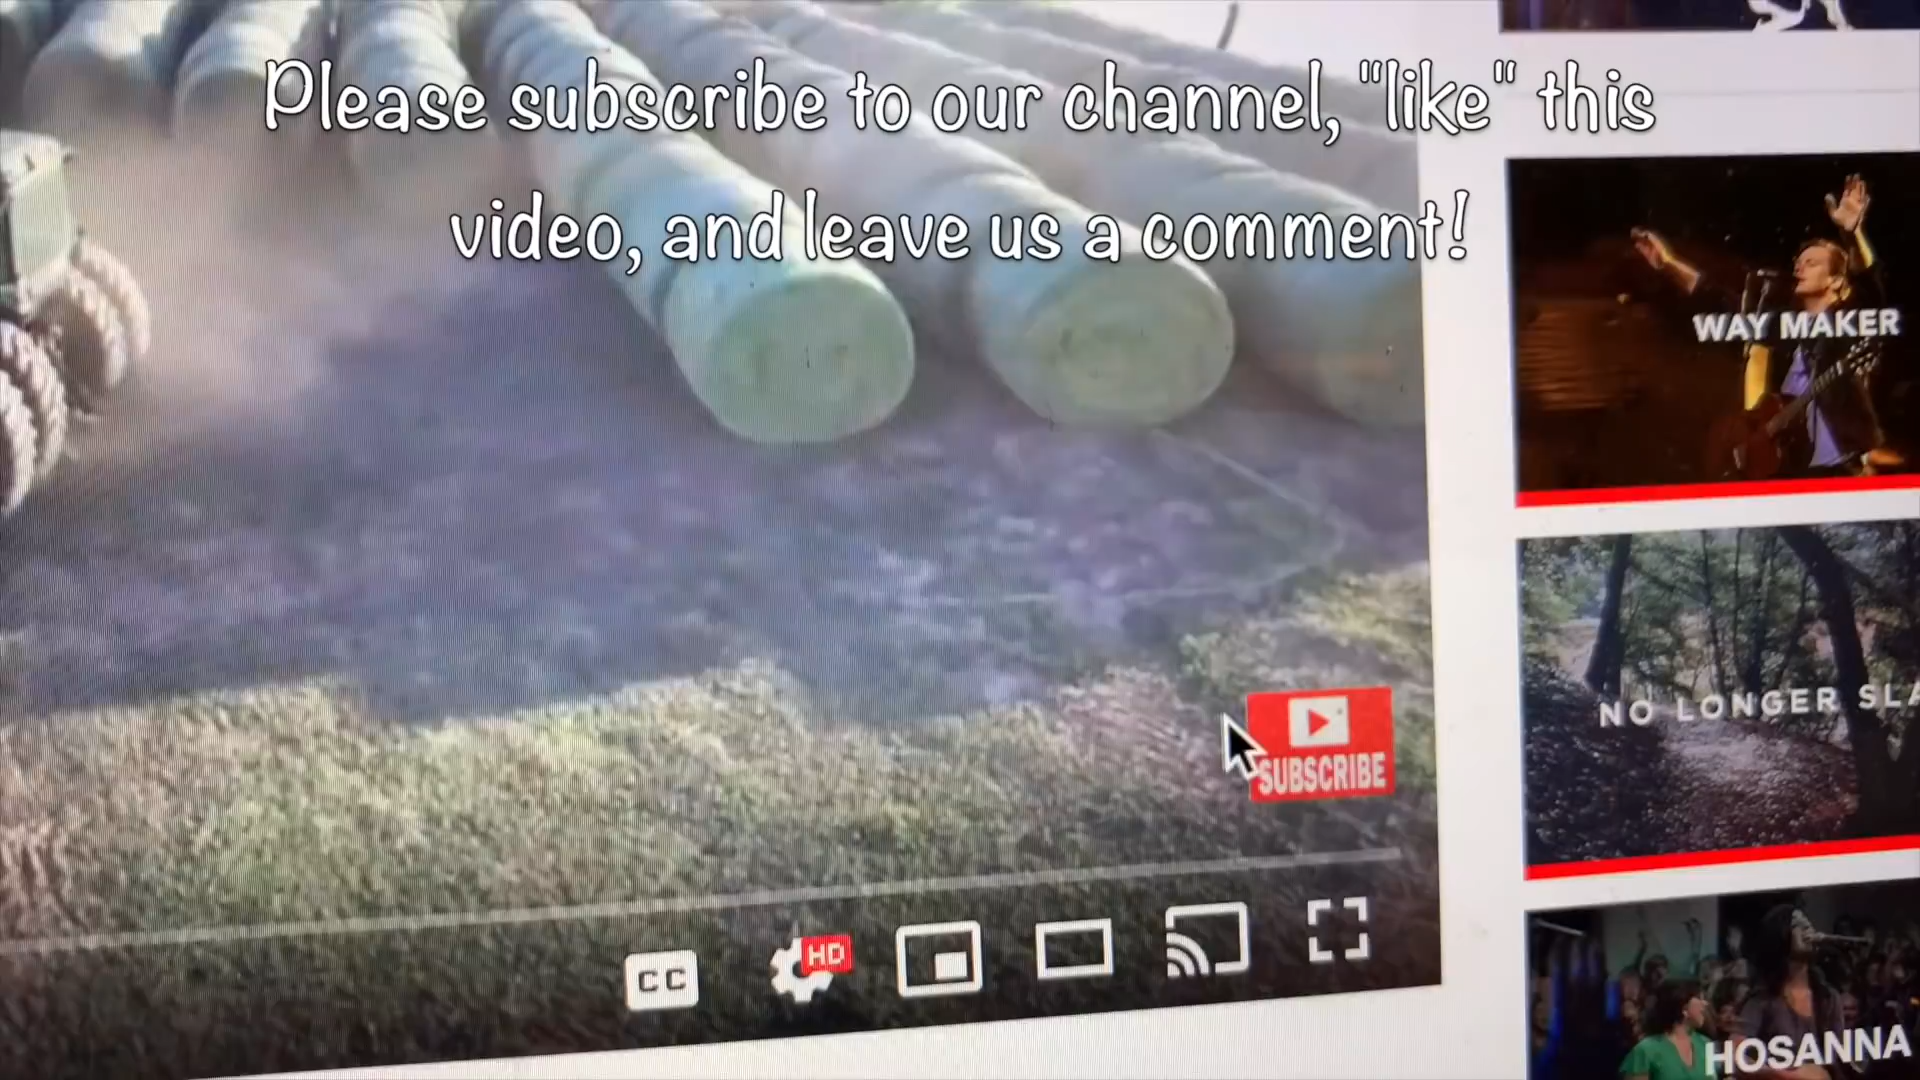 Please subscribe to our channel, "like" this
video, and leave us a comment!
WAY MAKER
NO LONGER SLA
SUBSCRIBE
CC
HD
HOSANNA